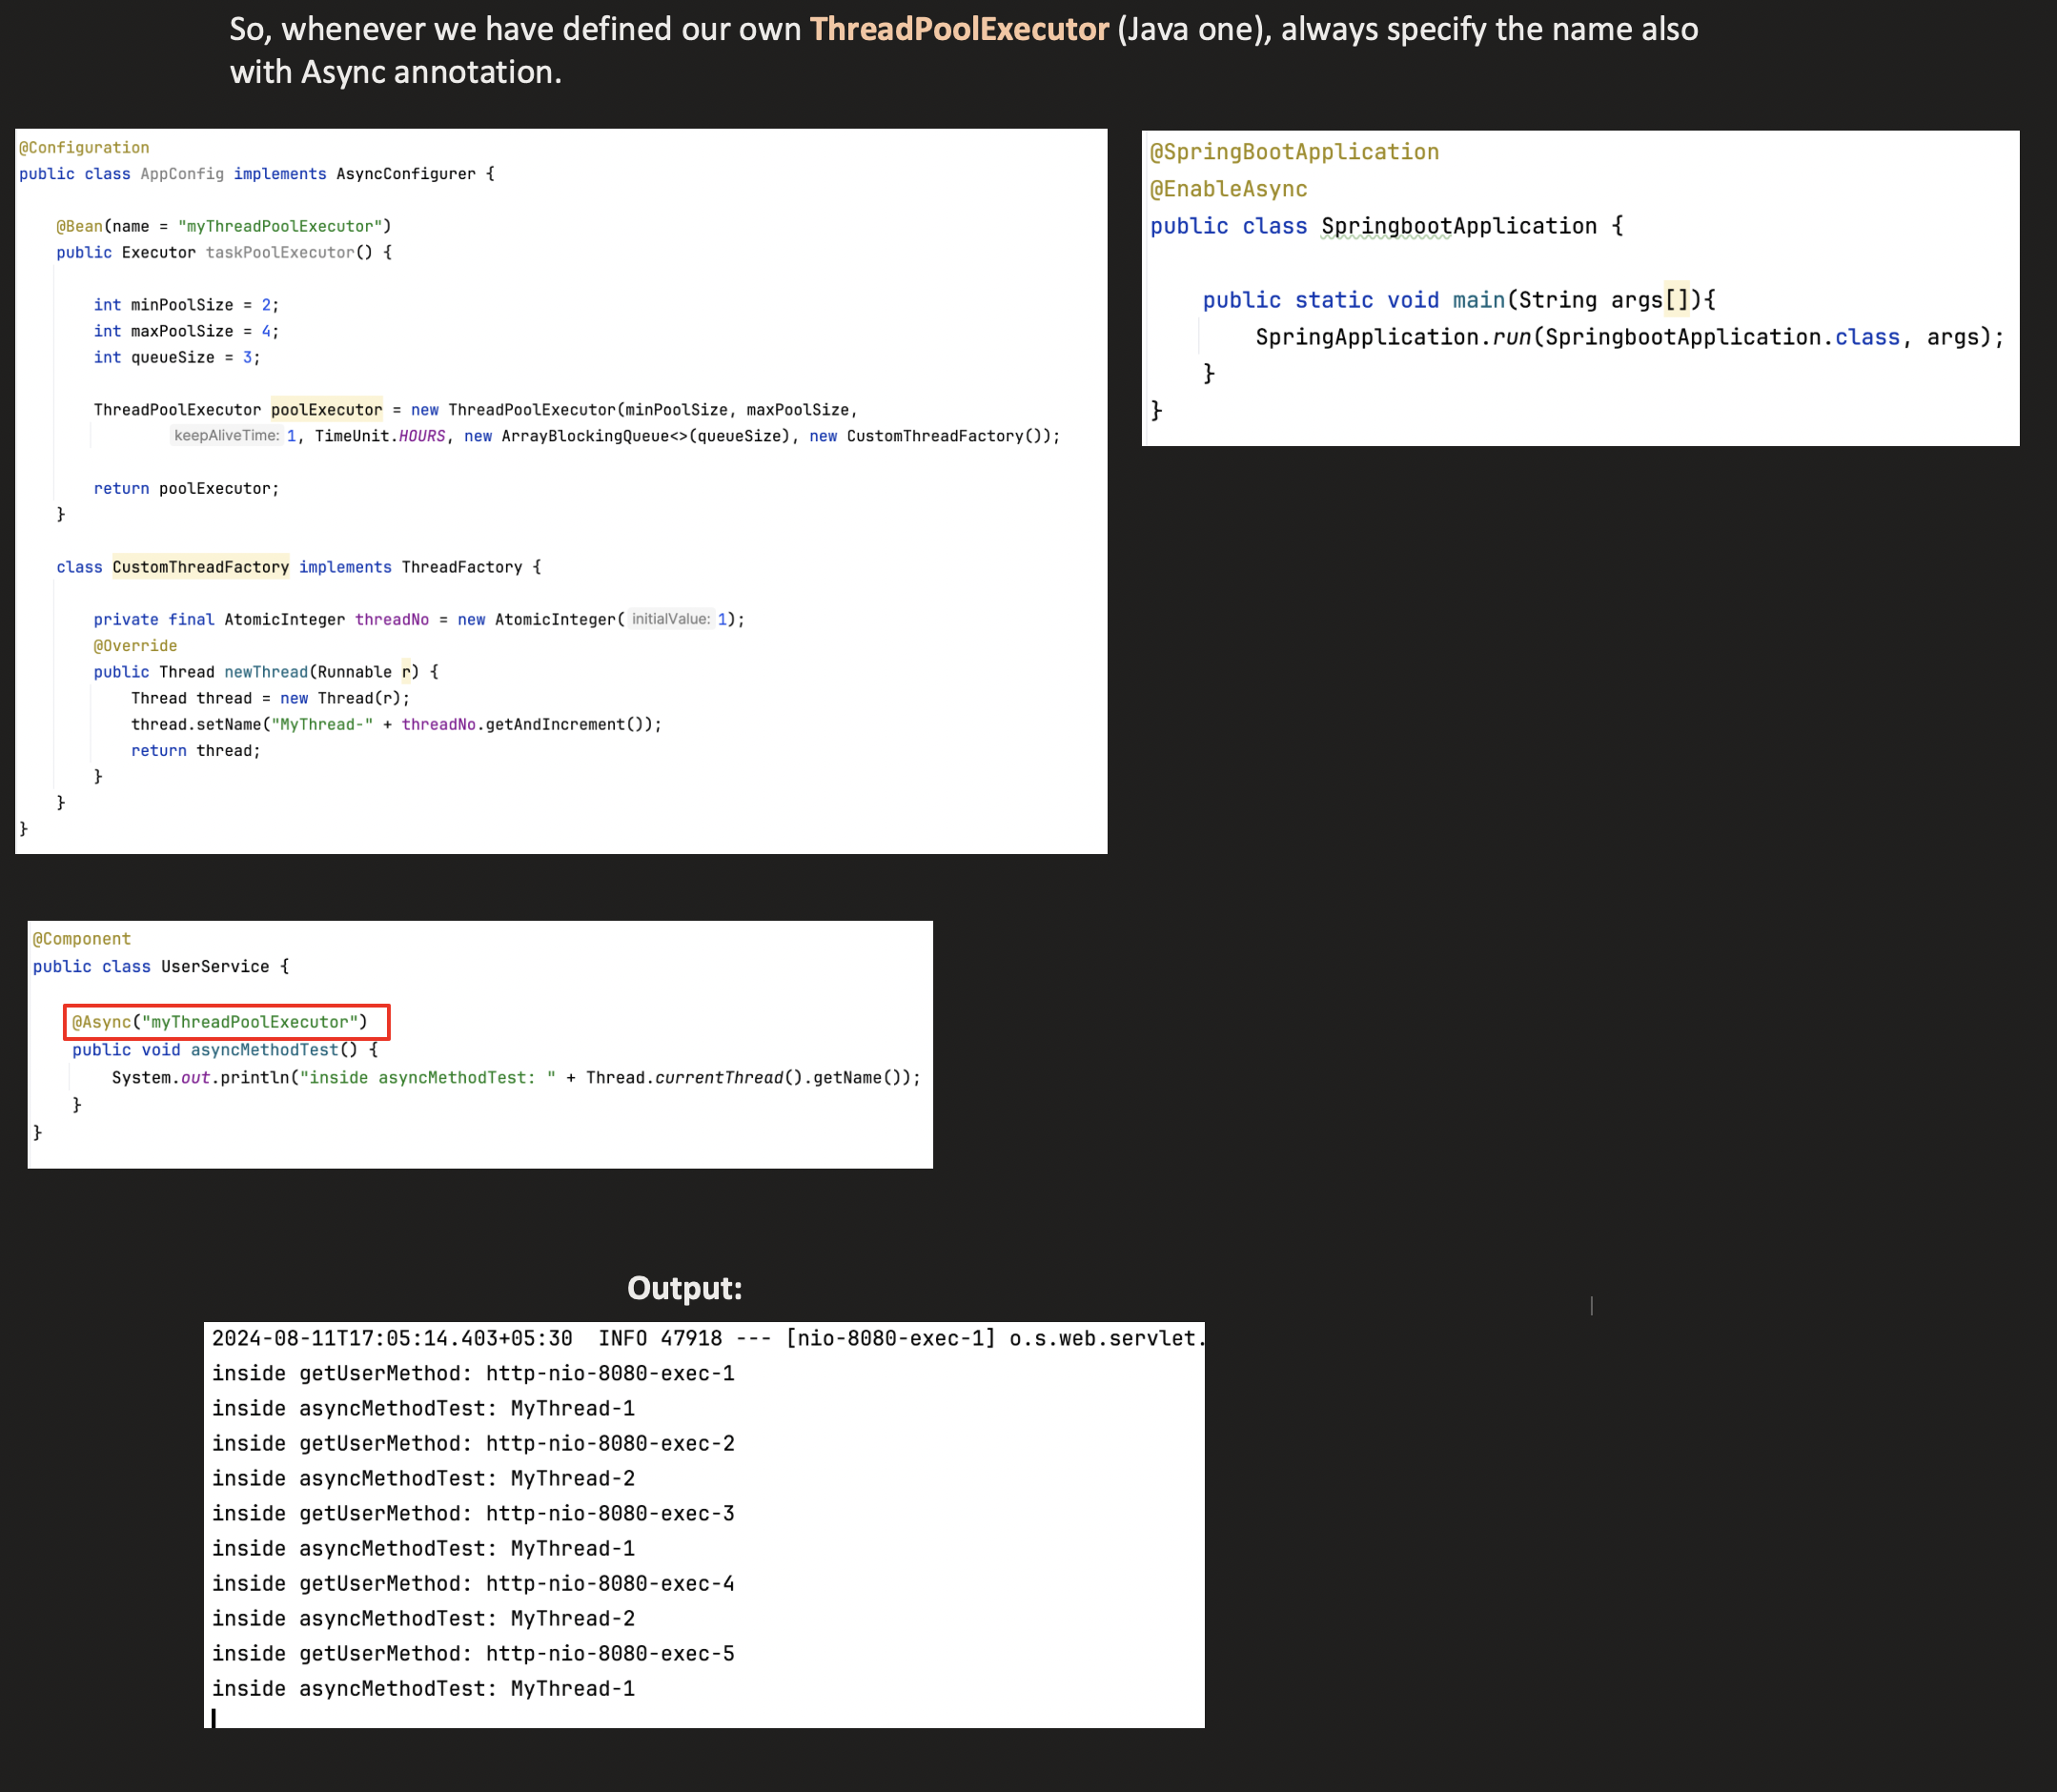 So, whenever we have defined our own ThreadPoolExecutor (Java one), always specify the name also
with Async annotation.
@Configuration
public class AppConfig implements AsyncConfigurer {
@Bean(name = "myThreadPoolExecutor")
public Executor taskPoolExecutor() {
int minPoolSize = 2;
int maxPoolSize = 4;
int queueSize = 3;
ThreadPoolExecutor poolExecutor = new ThreadPoolExecutor(minPoolSize, maxPoolSize,
keepAliveTime: 1, TimeUnit.HOURS, new ArrayBlockingQueue<>(queueSize), new CustomThreadFactory());
return poolExecutor;
}
class CustomThreadFactory implements ThreadFactory {
private final AtomicInteger threadNo = new AtomicInteger( initialValue: 1);
@Override
public Thread newThread(Runnable r) {
Thread thread = new Thread(r);
thread.setName("MyThread-" + threadNo.getAndIncrement());
return thread;
}
}
}
@SpringBootApplication
@EnableAsync
public class SpringbootApplication {
public static void main(String args[]){
SpringApplication.run(SpringbootApplication.class, args);
}
}
@Component
public class UserService {
@Async("myThreadPoolExecutor")
public void asyncMethodTest() {
System.out.println("inside asyncMethodTest: " + Thread.currentThread().getName());
}
}
Output:
2024-08-11T17:05:14.403+05:30  INFO 47918 --- [nio-8080-exec-1] o.s.web.servlet.
inside getUserMethod: http-nio-8080-exec-1
inside asyncMethodTest: MyThread-1
inside getUserMethod: http-nio-8080-exec-2
inside asyncMethodTest: MyThread-2
inside getUserMethod: http-nio-8080-exec-3
inside asyncMethodTest: MyThread-1
inside getUserMethod: http-nio-8080-exec-4
inside asyncMethodTest: MyThread-2
inside getUserMethod: http-nio-8080-exec-5
inside asyncMethodTest: MyThread-1